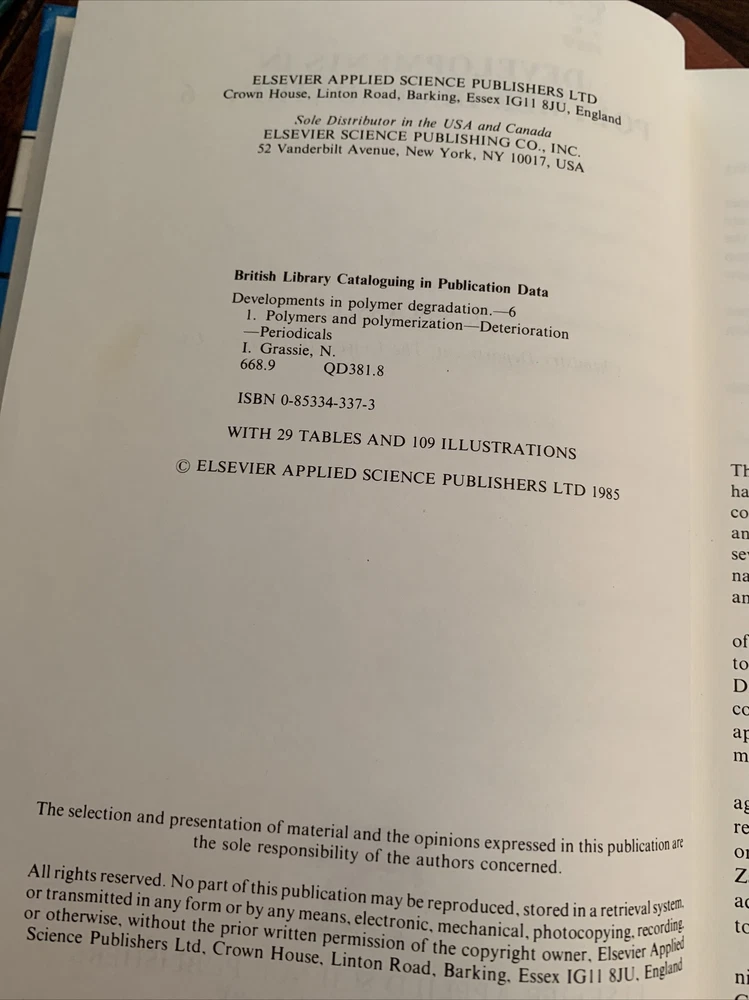 ELSEVIER APPLIED SCIENCE PUBLISHERS LTD
Crown House, Linton Road, Barking, Essex IG11 8JU, England
Sole Distributor in the USA and Canada
ELSEVIER SCIENCE PUBLISHING CO., INC.
52 Vanderbilt Avenue, New York, NY 10017, USA
British Library Cataloguing in Publication Data
Developments in polymer degradation.—6
1. Polymers and polymerization—Deterioration
—Periodicals
I. Grassie, N.
668.9 QD381.8
ISBN 0-85334-337-3
WITH 29 TABLES AND 109 ILLUSTRATIONS
© ELSEVIER APPLIED SCIENCE PUBLISHERS LTD 1985
The selection and presentation of material and the opinions expressed in this publication are
the sole responsibility of the authors concerned.
All rights reserved. No part of this publication may be reproduced, stored in a retrieval system,
or transmitted in any form or by any means, electronic, mechanical, photocopying, recording,
or otherwise, without the prior written permission of the copyright owner, Elsevier Applied
Science Publishers Ltd, Crown House, Linton Road, Barking, Essex IG11 8JU, England